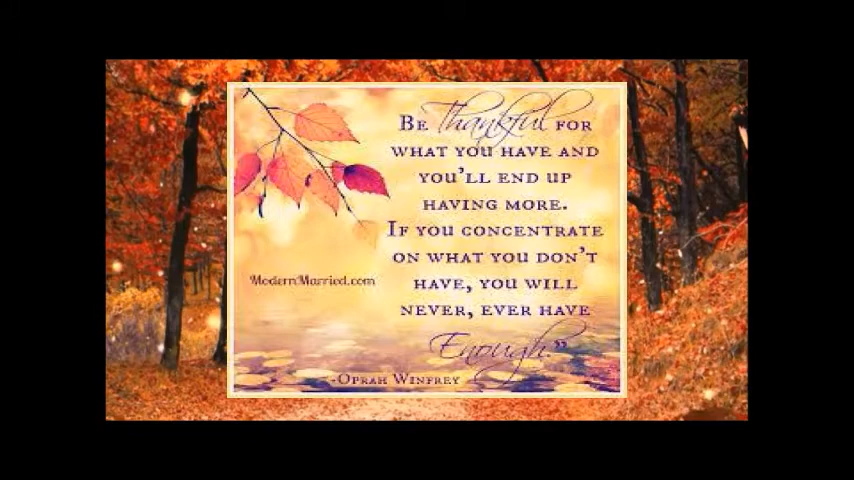 Be Thankful for
what you have and
you'll end up
having more.
If you concentrate
on what you don't
have, you will
never, ever have
Enough."
-Oprah Winfrey
ModernMarried.com